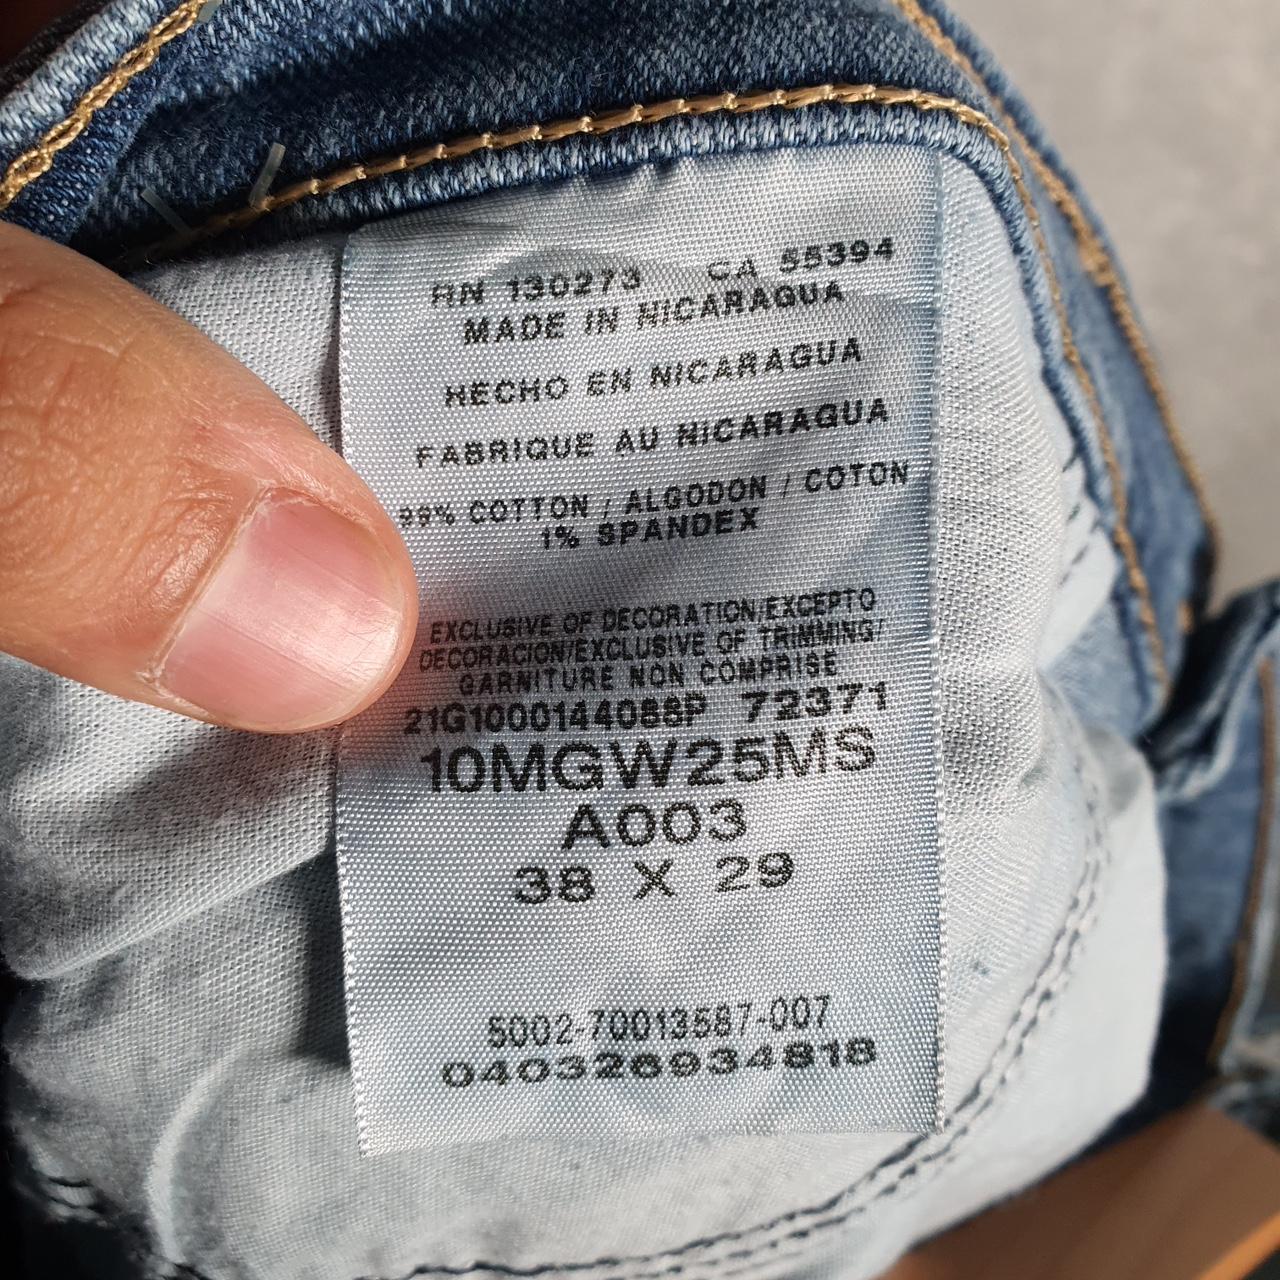 RN 130273 CA 55394
MADE IN NICARAGUA
HECHO EN NICARAGUA
FABRIQUE AU NICARAGUA
99% COTTON / ALGODON / COTON
1% SPANDEX
EXCLUSIVE OF DECORATION/EXCEPTO
DECORACION/EXCLUSIVE OF TRIMMING/
GARNITURE NON COMPRISE
21G1000144088P 72371
10MGW25MS
A003
38 X 29
5002-70013587-007
040326934818